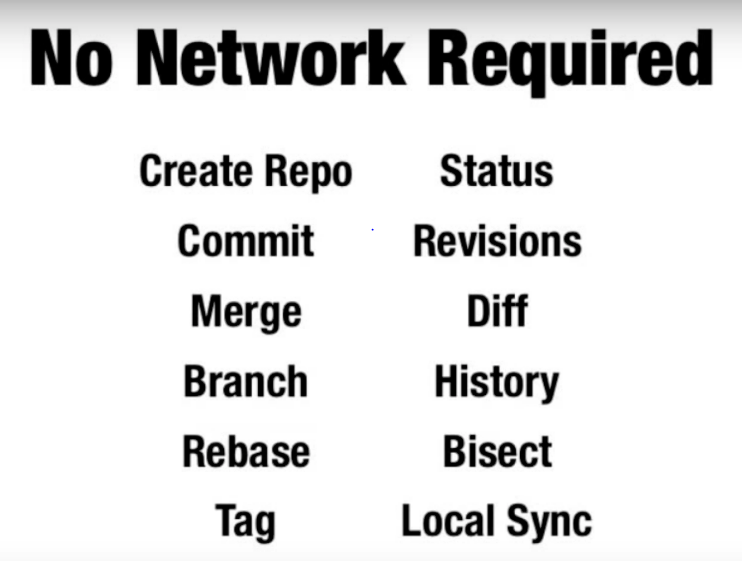 No Network Required
Create Repo Status
Commit Revisions
Merge Diff
Branch History
Rebase Bisect
Tag Local Sync